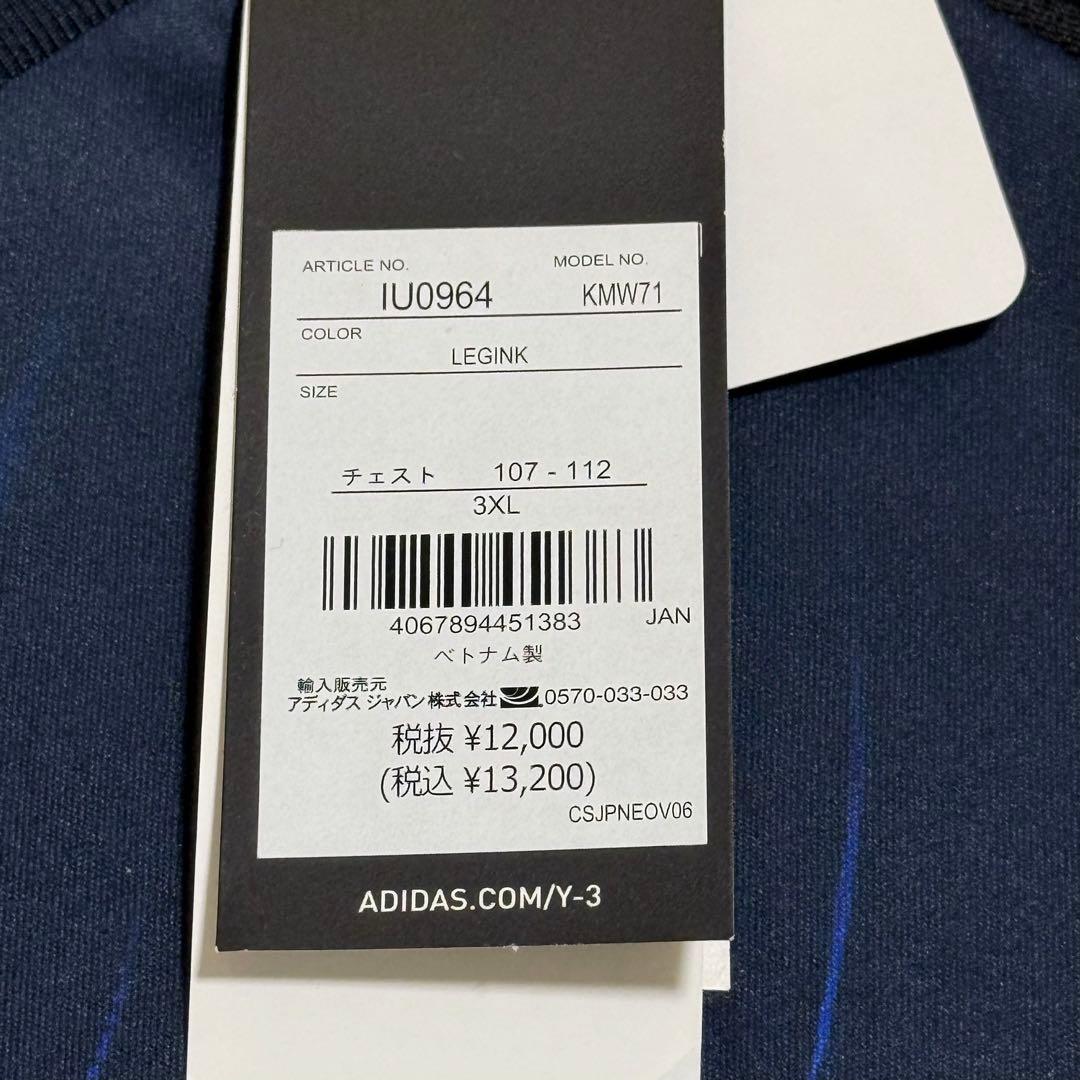 ARTICLE NO. MODEL NO.
IU0964 KMW71
COLOR
LEGINK
SIZE
チェスト 107 - 112
3XL
4067894451383 JAN
ベトナム製
輸入販売元
アディダス ジャパン株式会社 0570-033-033
税抜 ¥12,000
(税込 ¥13,200)
CSJPNEOV06
ADIDAS.COM/Y-3